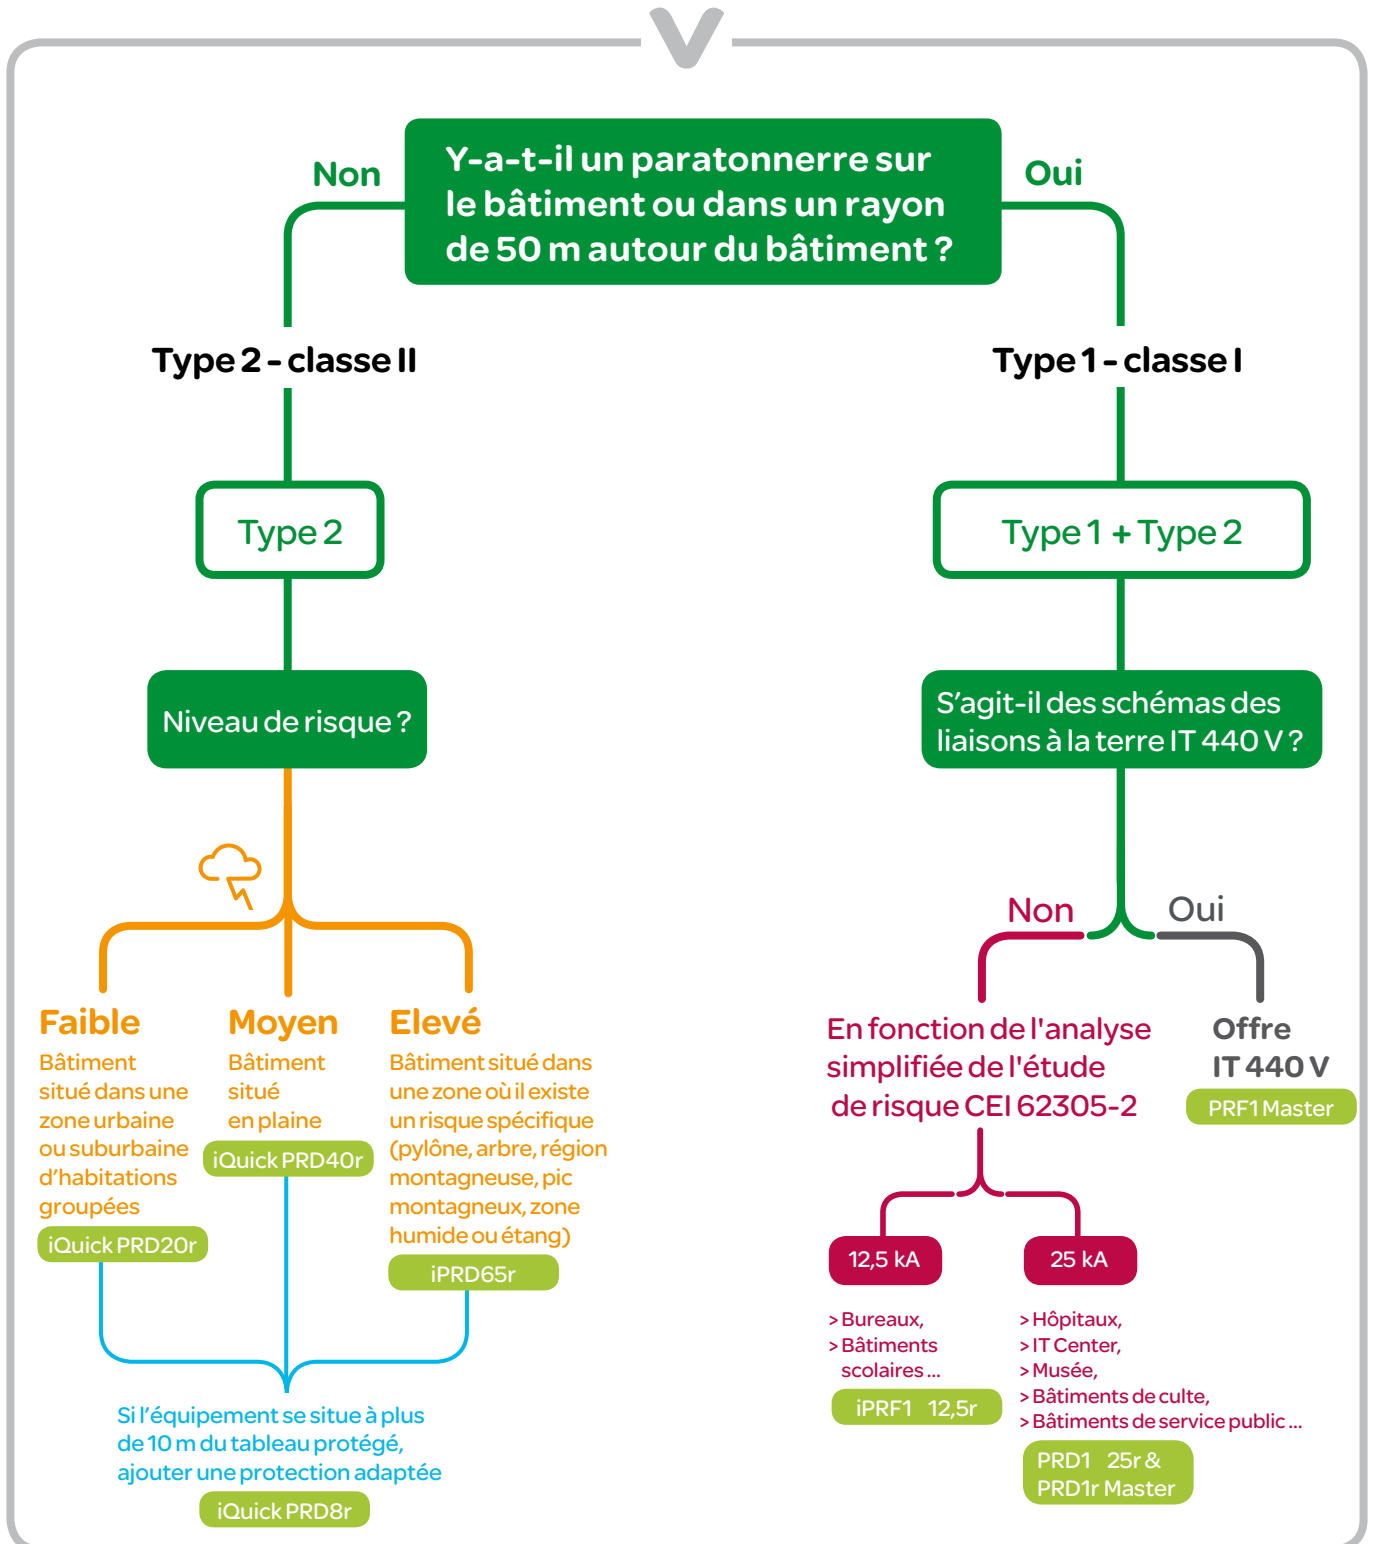 Y-a-t-il un paratonnerre sur
le bâtiment ou dans un rayon
de 50 m autour du bâtiment ?
Non
Oui
Type 2 - classe II
Type 2
Niveau de risque ?
Faible
Bâtiment
situé dans une
zone urbaine
ou suburbaine
d’habitations
groupées
iQuick PRD20r
Moyen
Bâtiment
situé
en plaine
iQuick PRD40r
Elevé
Bâtiment situé dans
une zone où il existe
un risque spécifique
(pylône, arbre, région
montagneuse, pic
montagneux, zone
humide ou étang)
iPRD65r
Si l’équipement se situe à plus
de 10 m du tableau protégé,
ajouter une protection adaptée
iQuick PRD8r
Type 1 - classe I
Type 1 + Type 2
S’agit-il des schémas des
liaisons à la terre IT 440 V ?
Non
Oui
En fonction de l'analyse
simplifiée de l'étude
de risque CEI 62305-2
12,5 kA
> Bureaux,
> Bâtiments
scolaires ...
iPRF1 12,5r
25 kA
> Hôpitaux,
> IT Center,
> Musée,
> Bâtiments de culte,
> Bâtiments de service public ...
PRD1 25r &
PRD1r Master
Offre
IT 440 V
PRF1 Master